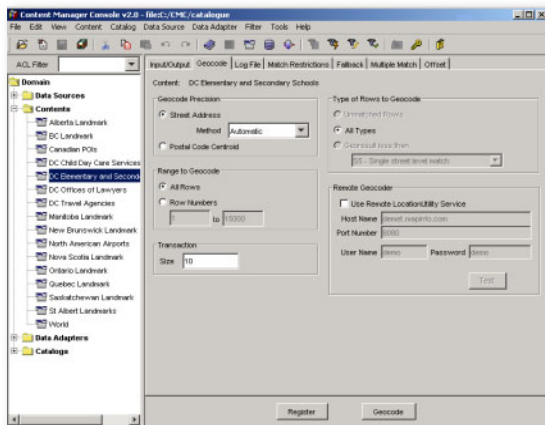 Content Manager Console v2.0 - file:C:/CMC/catalogue
File Edit View Content Catalog Data Source Data Adapter Filter Tools Help
ACL Filter
Input/Output Geocode Log File Match Restrictions Fallback Multiple Match Offset
Domain
Data Sources
Contents
Alberta Landmark
BC Landmark
Canadian POIs
DC Child Day Care Services
DC Elementary and Second
DC Offices of Lawyers
DC Travel Agencies
Manitoba Landmark
New Brunswick Landmark
North American Airports
Nova Scotia Landmark
Ontario Landmark
Quebec Landmark
Saskatchewan Landmark
St Albert Landmarks
World
Data Adapters
Catalogs
Content: DC Elementary and Secondary Schools
Geocode Precision
Street Address
Method Automatic
Postal Code Centroid
Range to Geocode
All Rows
Row Numbers
1 to 15000
Transaction
Size 10
Type of Rows to Geocode
Unmatched Rows
All Types
Georesult less then
S5 - Single street level match
Remote Geocoder
Use Remote LocationUtility Service
Host Name
Port Number 8080
User Name demo Password demo
Test
Register Geocode